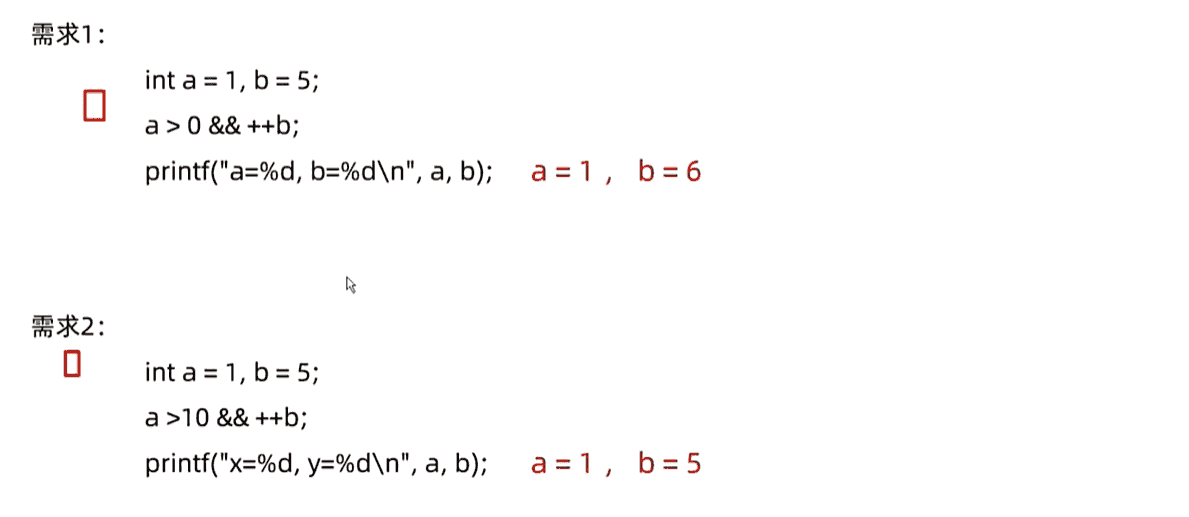 需求1：
int a = 1, b = 5;
a > 0 && ++b;
printf("a=%d, b=%d\n", a, b); a = 1 , b = 6
需求2：
int a = 1, b = 5;
a >10 && ++b;
printf("x=%d, y=%d\n", a, b); a = 1 , b = 5